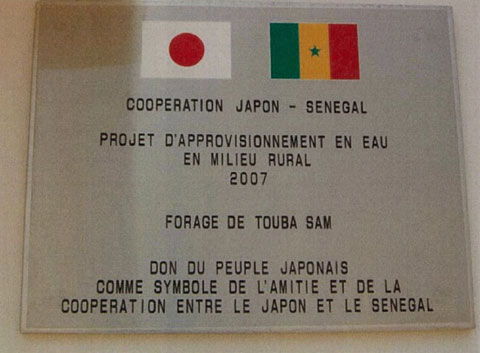 COOPERATION JAPON - SENEGAL
PROJET D'APPROVISIONNEMENT EN EAU
EN MILIEU RURAL
2007
FORAGE DE TOUBA SAM
DON DU PEUPLE JAPONAIS
COMME SYMBOLE DE L'AMITIE ET DE LA
COOPERATION ENTRE LE JAPON ET LE SENEGAL